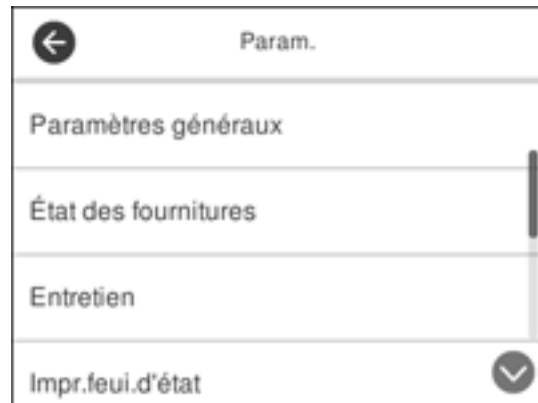 Param.
Paramètres généraux
État des fournitures
Entretien
Impr.feui.d'état